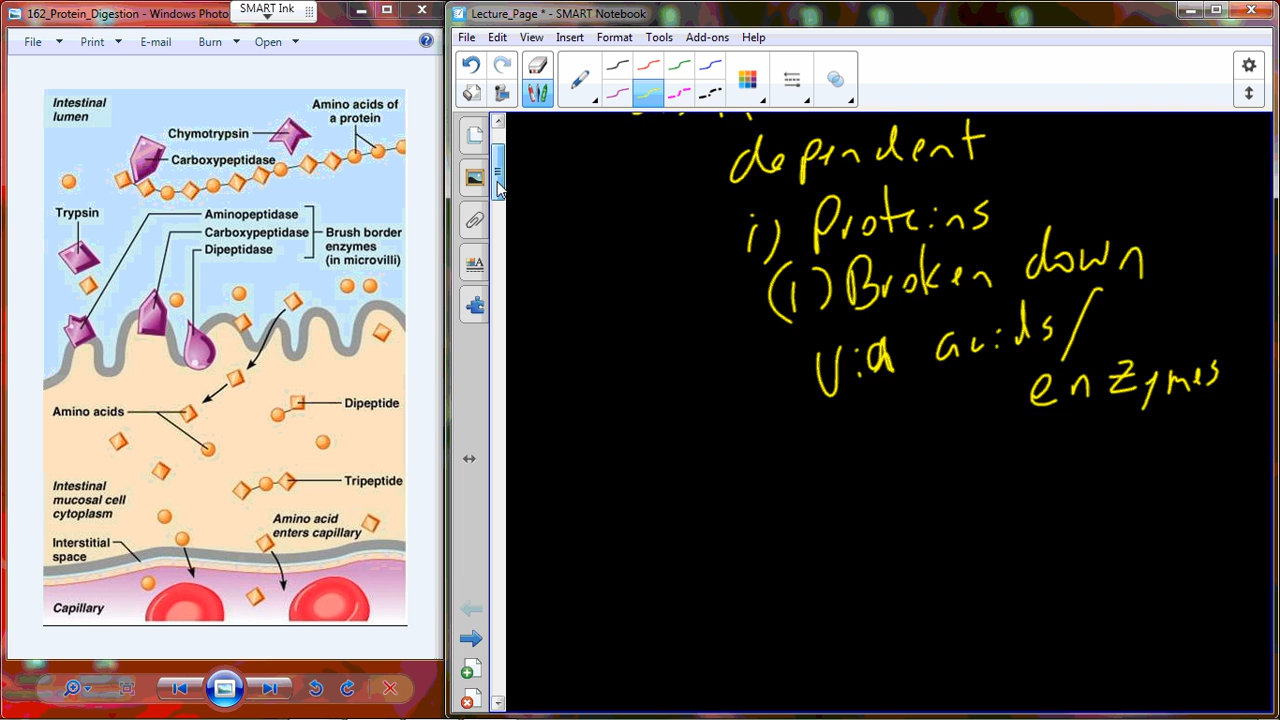 162_Protein_Digestion - Windows Photo
SMART Ink
File Print E-mail Burn Open
Intestinal
lumen
Amino acids of
a protein
Chymotrypsin
Carboxypeptidase
Trypsin
Aminopeptidase
Carboxypeptidase
Dipeptidase
Brush border
enzymes
(in microvilli)
Amino acids
Dipeptide
Tripeptide
Intestinal
mucosal cell
cytoplasm
Amino acid
enters capillary
Interstitial
space
Capillary
Lecture_Page * - SMART Notebook
File Edit View Insert Format Tools Add-ons Help
dependent
i) Proteins
(1) Broken down
via acids/
enzymes